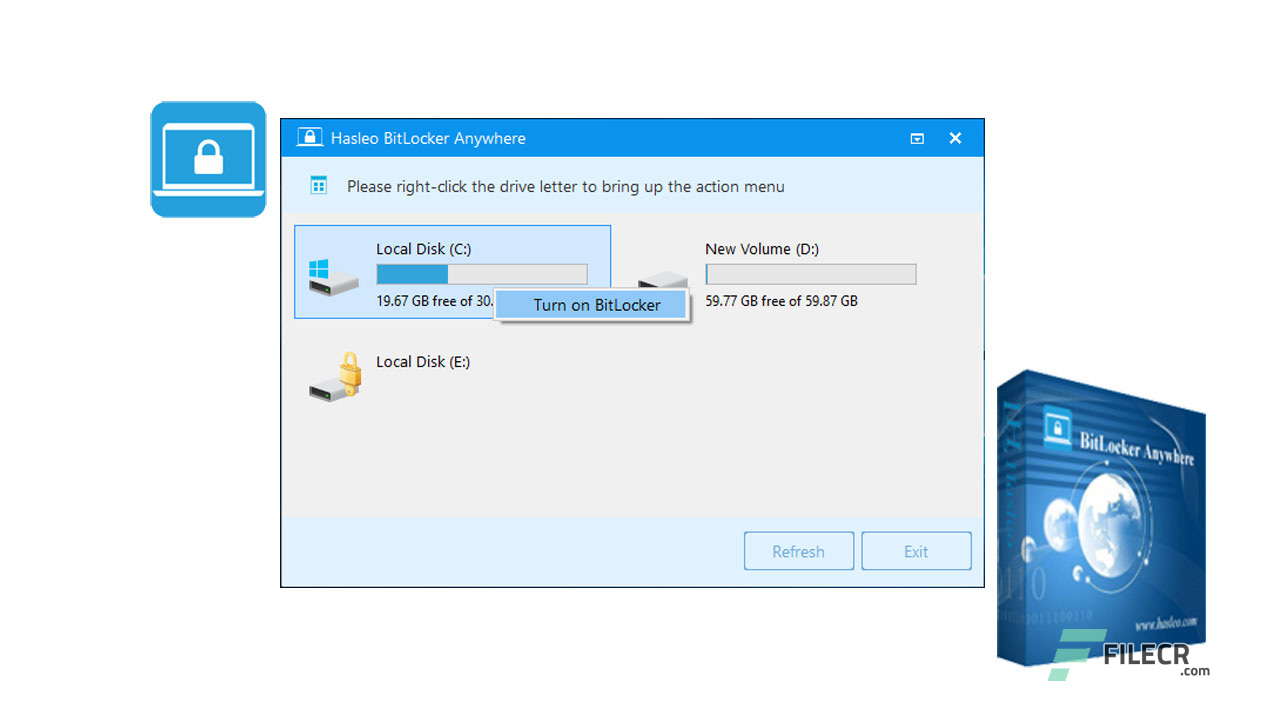 Hasleo BitLocker Anywhere
Please right-click the drive letter to bring up the action menu
Local Disk (C:)
New Volume (D:)
19.67 GB free of 30.
59.77 GB free of 59.87 GB
Turn on BitLocker
Local Disk (E:)
Refresh
Exit
BitLocker Anywhere
Hasleo
www.hasleo.com
FILECR
.com